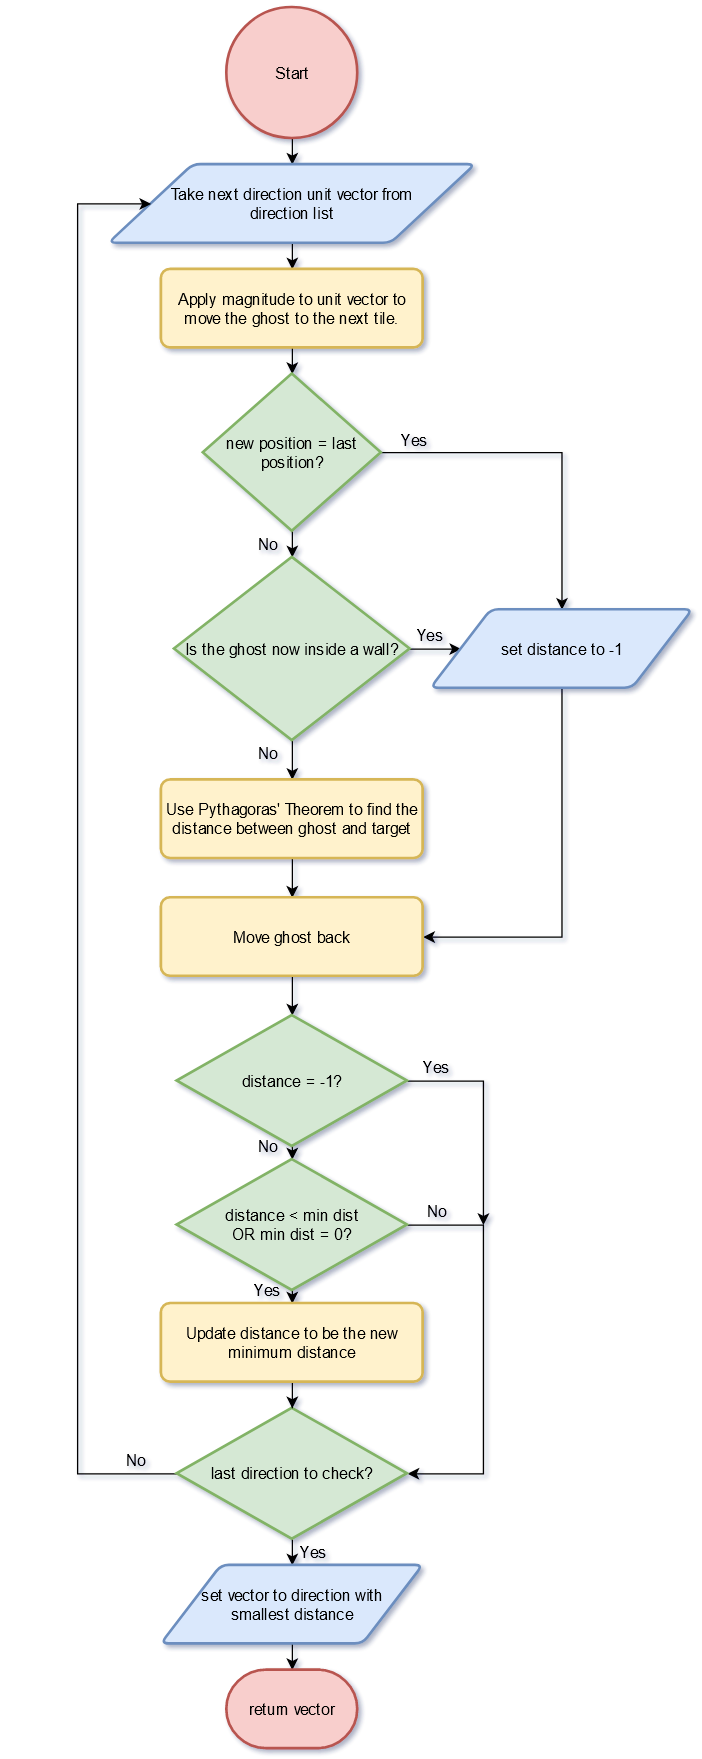 Start
Take next direction unit vector from
direction list
Apply magnitude to unit vector to
move the ghost to the next tile.
new position = last
position?
Yes
No
Is the ghost now inside a wall?
Yes
set distance to -1
No
Use Pythagoras' Theorem to find the
distance between ghost and target
Move ghost back
distance = -1?
Yes
No
distance < min dist
OR min dist = 0?
No
Yes
Update distance to be the new
minimum distance
last direction to check?
No
Yes
set vector to direction with
smallest distance
return vector